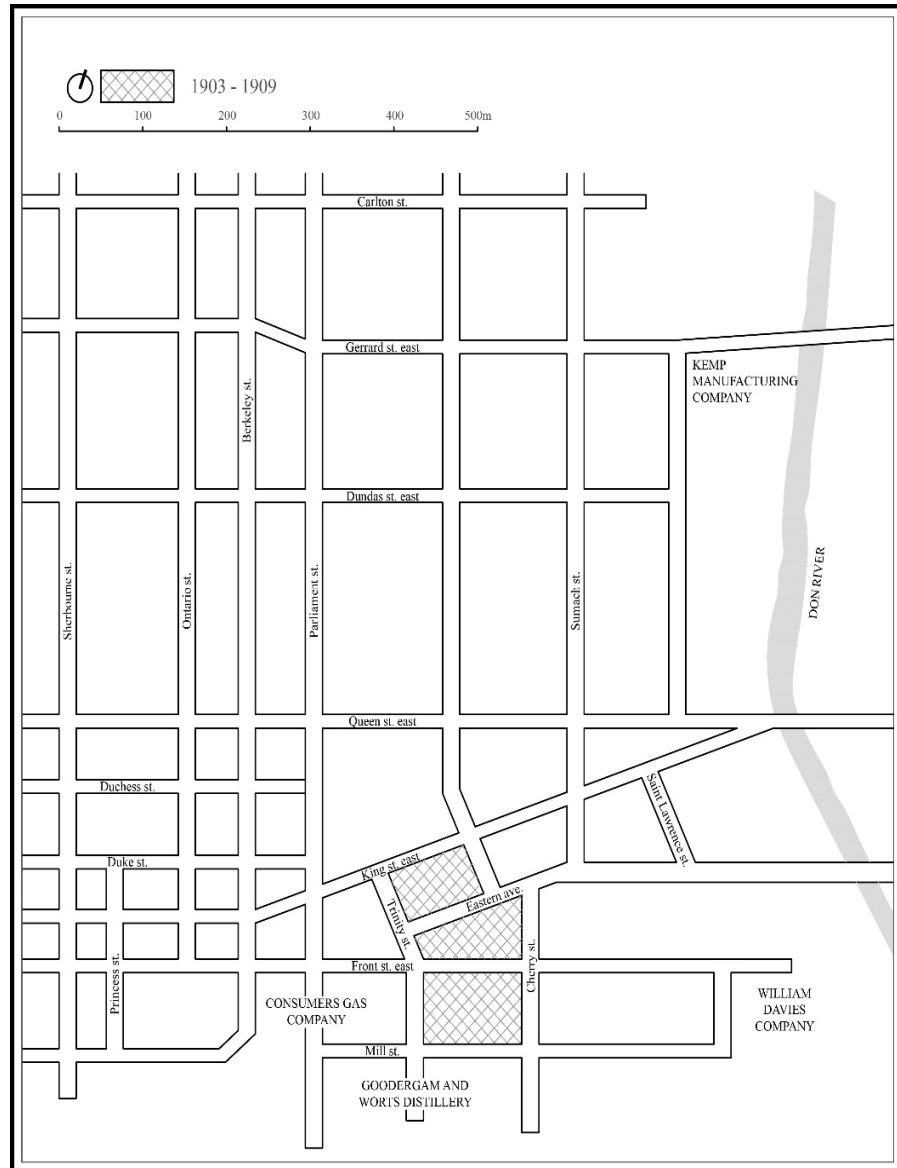 1903 - 1909
0 100 200 300 400 500m
Carlton st.
Gerrard st. east
KEMP
MANUFACTURING
COMPANY
Berkeley st.
Dundas st. east
Sherbourne st.
Ontario st.
Parliament st.
Sumach st.
DON RIVER
Queen st. east
Duchess st.
Saint Lawrence st.
Duke st.
King st. east
Eastern ave.
Trinity st.
Princess st.
Front st. east
Cherry st.
CONSUMERS GAS
COMPANY
WILLIAM
DAVIES
COMPANY
Mill st.
GOODERGAM AND
WORTS DISTILLERY